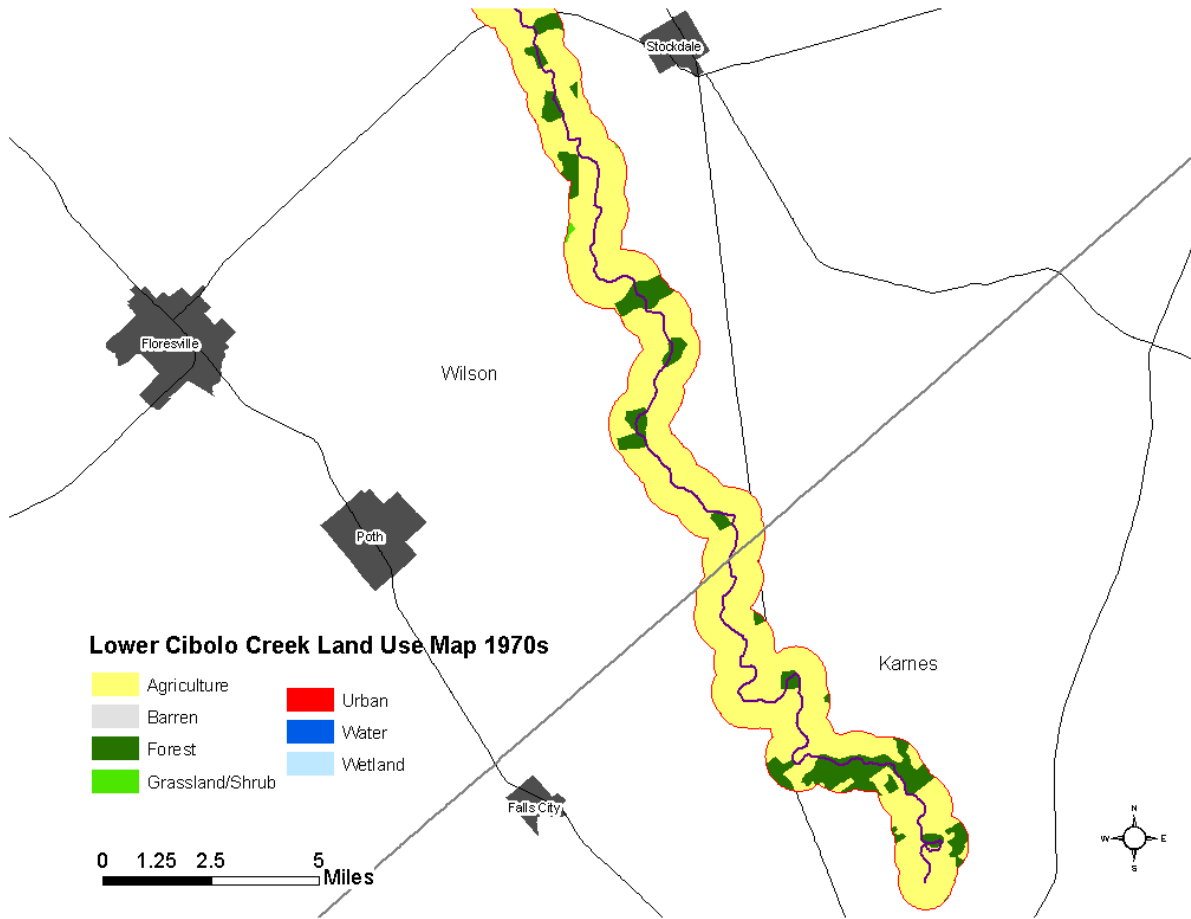 Stockdale
Floresville
Wilson
Poth
Lower Cibolo Creek Land Use Map 1970s
Agriculture
Barren
Forest
Grassland/Shrub
Urban
Water
Wetland
Karnes
Falls City
0 1.25 2.5 5
Miles
N
W E
S